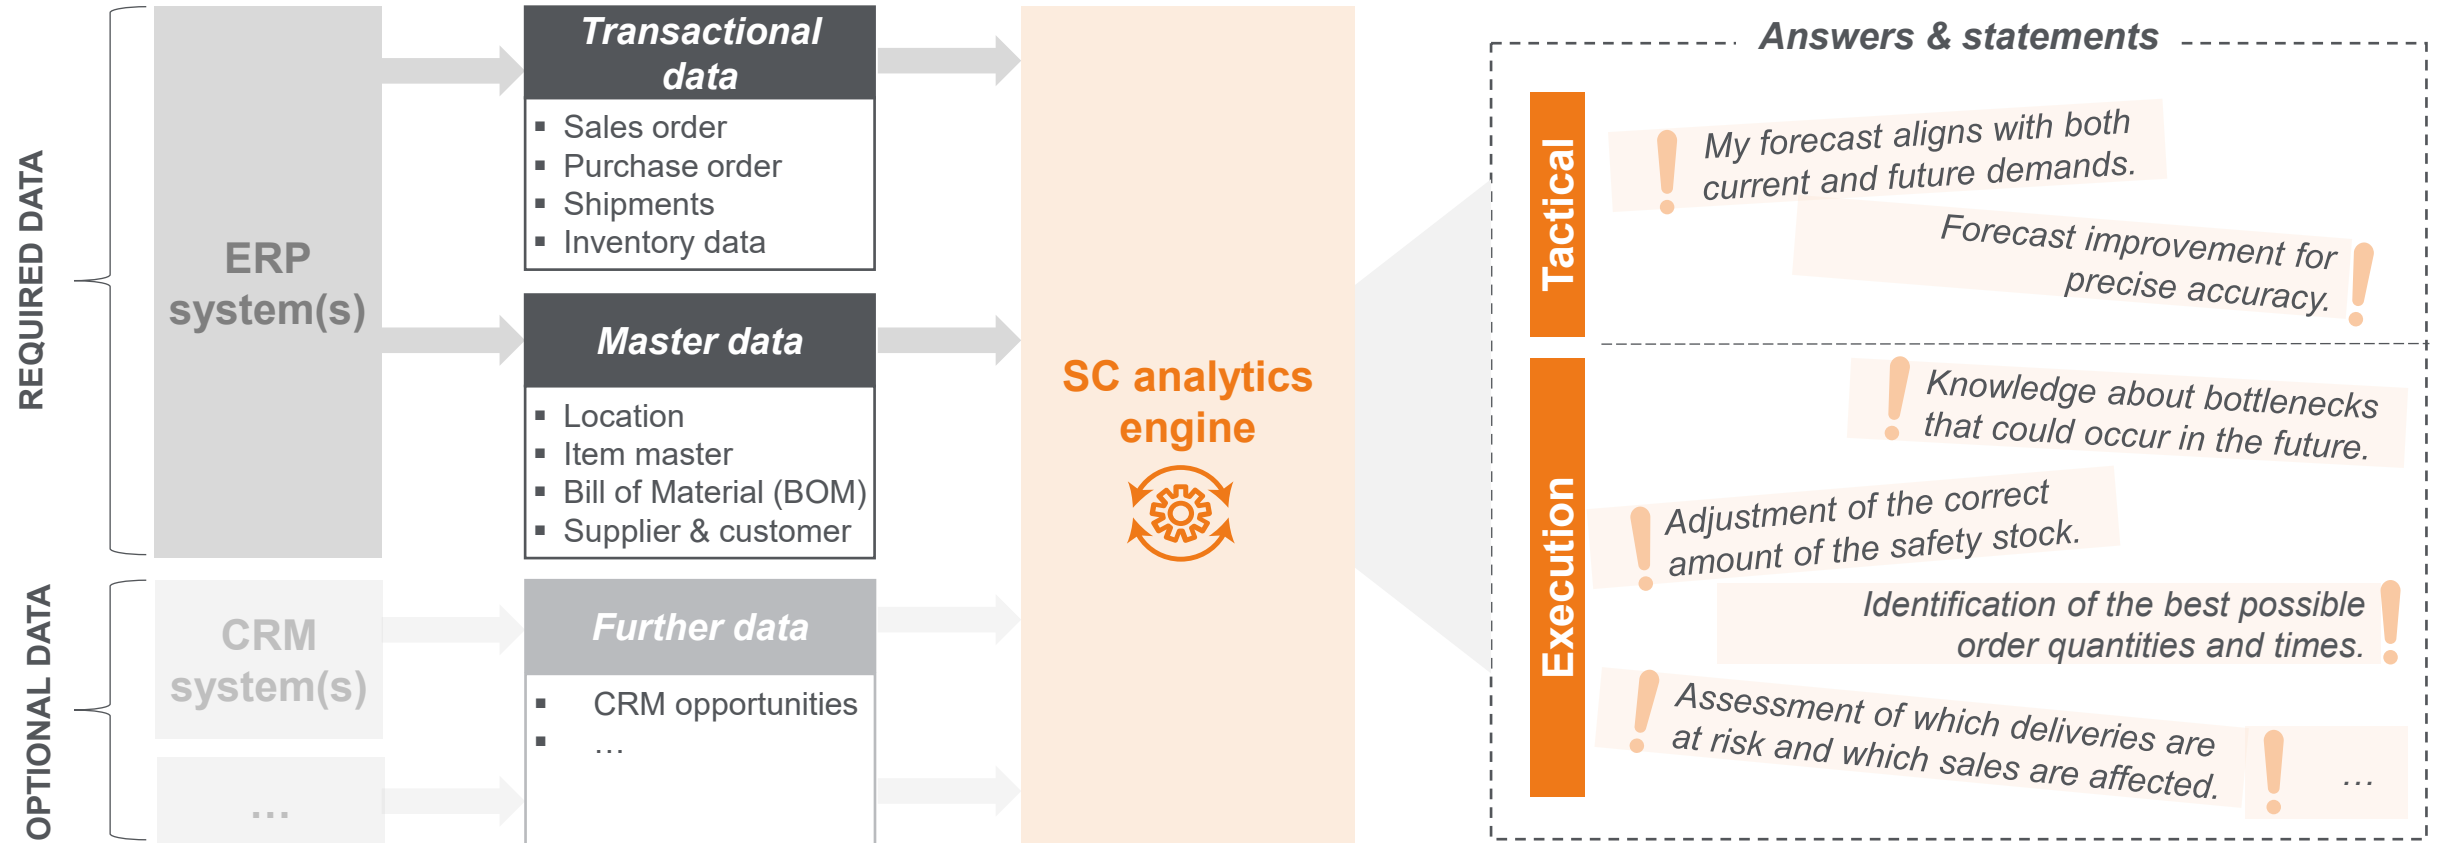 REQUIRED DATA
ERP
system(s)
Transactional
data
▪ Sales order
▪ Purchase order
▪ Shipments
▪ Inventory data
Master data
▪ Location
▪ Item master
▪ Bill of Material (BOM)
▪ Supplier & customer
OPTIONAL DATA
CRM
system(s)
…
Further data
▪ CRM opportunities
▪ …
SC analytics
engine
Answers & statements
Tactical
! My forecast aligns with both
current and future demands.
Forecast improvement for
precise accuracy. !
Execution
! Knowledge about bottlenecks
that could occur in the future.
! Adjustment of the correct
amount of the safety stock.
Identification of the best possible
order quantities and times. !
! Assessment of which deliveries are
at risk and which sales are affected.
! …